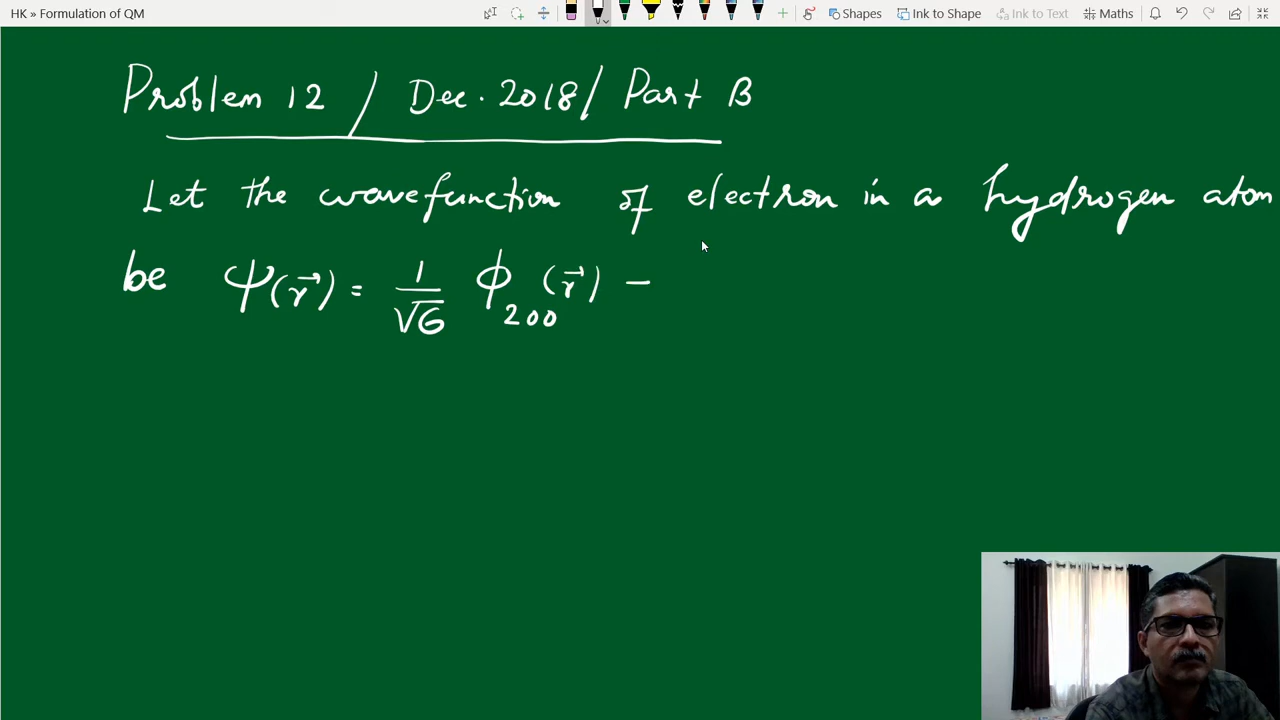 HK » Formulation of QM
Shapes Ink to Shape Ink to Text Maths
Problem 12 / Dec. 2018 / Part B
Let the wavefunction of electron in a hydrogen atom
be ψ(r⃗) = 1/√6 ϕ₂₀₀(r⃗) −